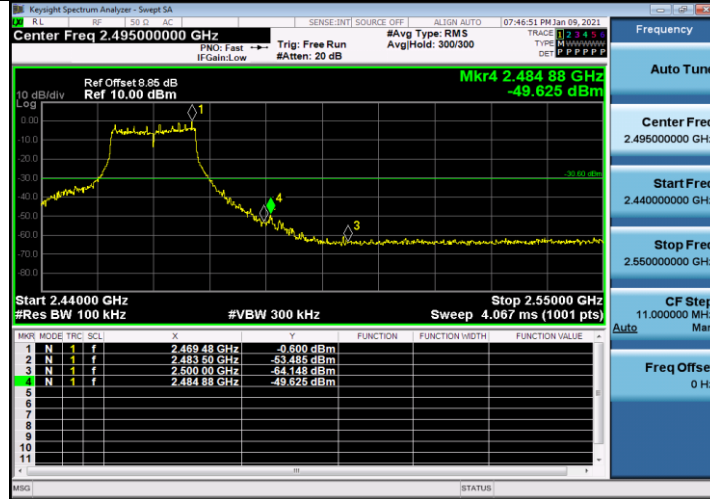 Keysight Spectrum Analyzer - Swept SA
RL RF 50 Ω AC SENSE:INT SOURCE OFF ALIGN AUTO 07:46:51 PM Jan 09, 2021
Center Freq 2.495000000 GHz
PNO: Fast
IFGain:Low
Trig: Free Run
#Atten: 20 dB
#Avg Type: RMS
Avg|Hold: 300/300
TRACE 1 2 3 4 5 6
TYPE M W W W W W
DET P P P P P P
Ref Offset 8.85 dB
10 dB/div Ref 10.00 dBm
Log
Mkr4 2.484 88 GHz
-49.625 dBm
0.00
-10.0
-20.0
-30.0
-40.0
-50.0
-60.0
-70.0
-80.0
1
4
3
-30.60 dBm
Start 2.44000 GHz Stop 2.55000 GHz
#Res BW 100 kHz #VBW 300 kHz Sweep 4.067 ms (1001 pts)
MKR MODE TRC SCL X Y FUNCTION FUNCTION WIDTH FUNCTION VALUE
1 N 1 f 2.469 48 GHz -0.600 dBm
2 N 1 f 2.483 50 GHz -53.485 dBm
3 N 1 f 2.500 00 GHz -64.148 dBm
4 N 1 f 2.484 88 GHz -49.625 dBm
5
6
7
8
9
10
11
MSG STATUS
Frequency
Auto Tune
Center Freq
2.495000000 GHz
Start Freq
2.440000000 GHz
Stop Freq
2.550000000 GHz
CF Step
11.000000 MHz
Auto Man
Freq Offset
0 Hz